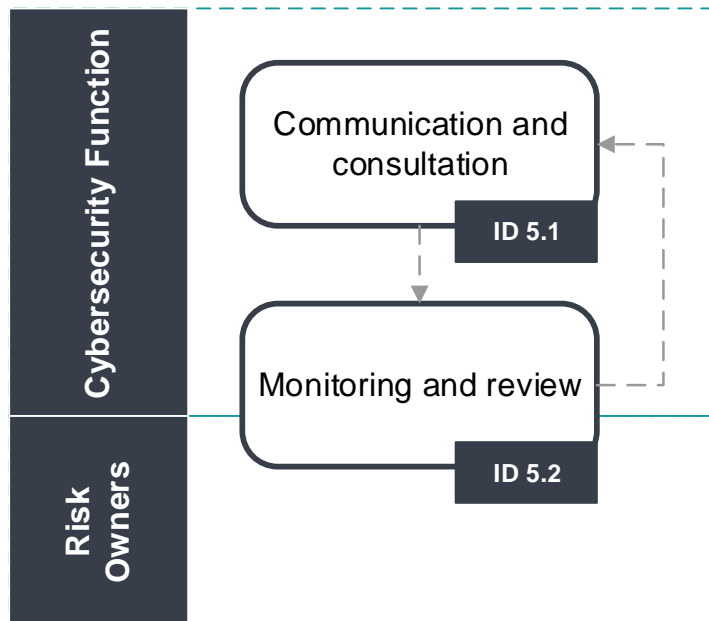 Cybersecurity Function
Communication and
consultation
ID 5.1
Monitoring and review
ID 5.2
Risk
Owners